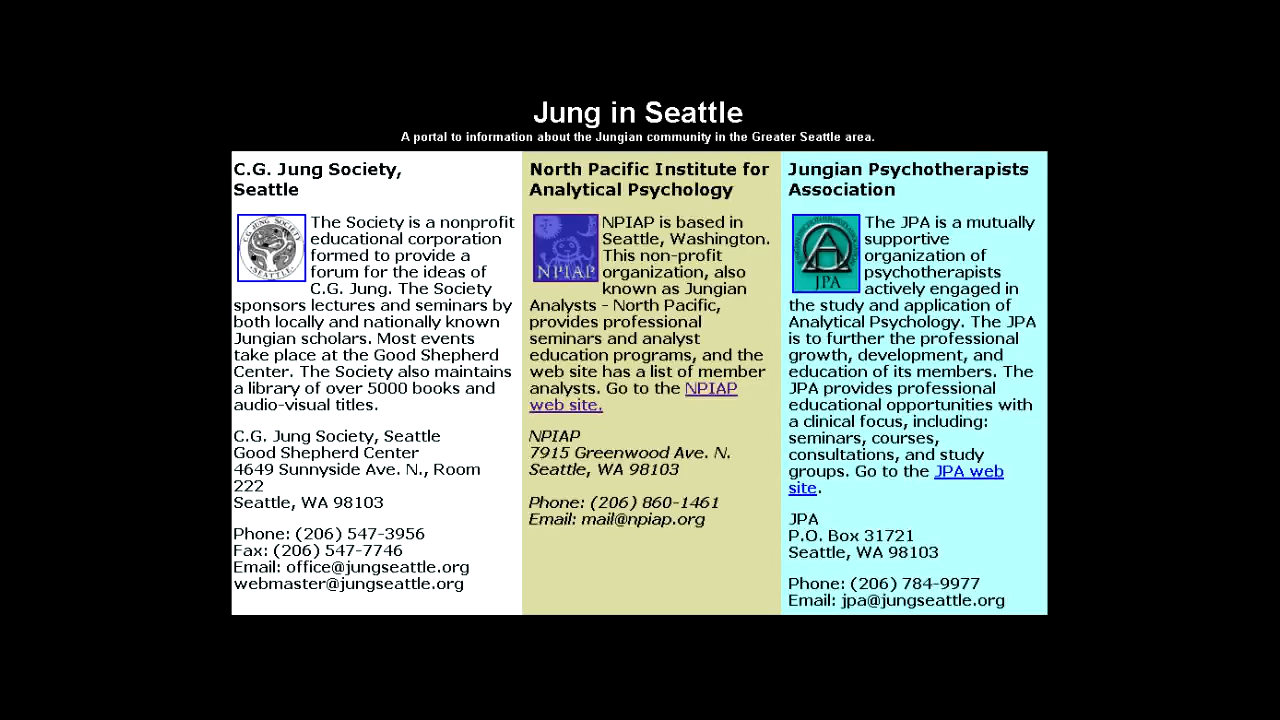 Jung in Seattle
A portal to information about the Jungian community in the Greater Seattle area.
C.G. Jung Society,
Seattle
The Society is a nonprofit
educational corporation
formed to provide a
forum for the ideas of
C.G. Jung. The Society
sponsors lectures and seminars by
both locally and nationally known
Jungian scholars. Most events
take place at the Good Shepherd
Center. The Society also maintains
a library of over 5000 books and
audio-visual titles.
C.G. Jung Society, Seattle
Good Shepherd Center
4649 Sunnyside Ave. N., Room
222
Seattle, WA 98103
Phone: (206) 547-3956
Fax: (206) 547-7746
Email: office@jungseattle.org
webmaster@jungseattle.org
North Pacific Institute for
Analytical Psychology
NPIAP
NPIAP is based in
Seattle, Washington.
This non-profit
organization, also
known as Jungian
Analysts - North Pacific,
provides professional
seminars and analyst
education programs, and the
web site has a list of member
analysts. Go to the NPIAP
web site.
NPIAP
7915 Greenwood Ave. N.
Seattle, WA 98103
Phone: (206) 860-1461
Email: mail@npiap.org
Jungian Psychotherapists
Association
JPA
The JPA is a mutually
supportive
organization of
psychotherapists
actively engaged in
the study and application of
Analytical Psychology. The JPA
is to further the professional
growth, development, and
education of its members. The
JPA provides professional
educational opportunities with
a clinical focus, including:
seminars, courses,
consultations, and study
groups. Go to the JPA web
site.
JPA
P.O. Box 31721
Seattle, WA 98103
Phone: (206) 784-9977
Email: jpa@jungseattle.org